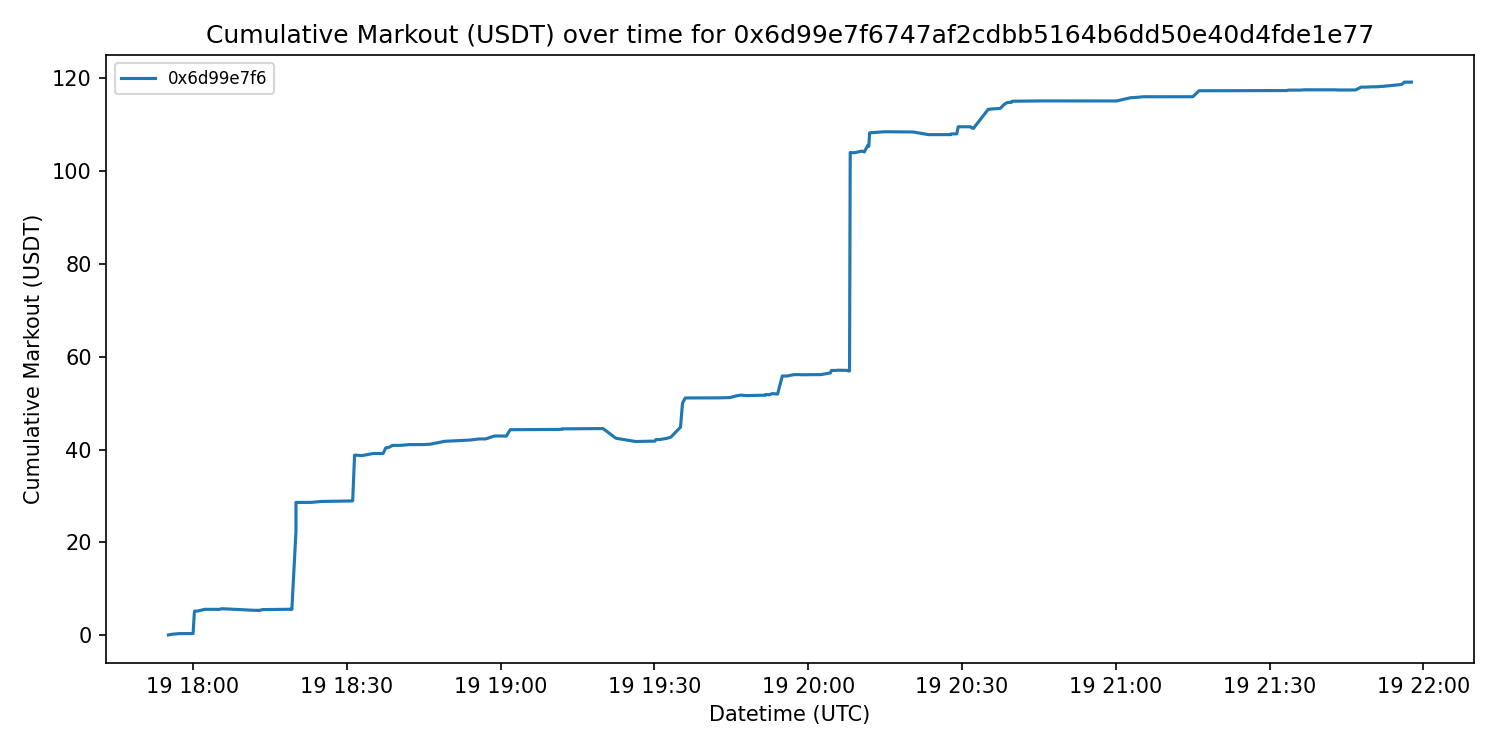 Cumulative Markout (USDT) over time for 0x6d99e7f6747af2cdbb5164b6dd50e40d4fde1e77
0x6d99e7f6
120
100
80
60
40
20
0
Cumulative Markout (USDT)
19 18:00 19 18:30 19 19:00 19 19:30 19 20:00 19 20:30 19 21:00 19 21:30 19 22:00
Datetime (UTC)